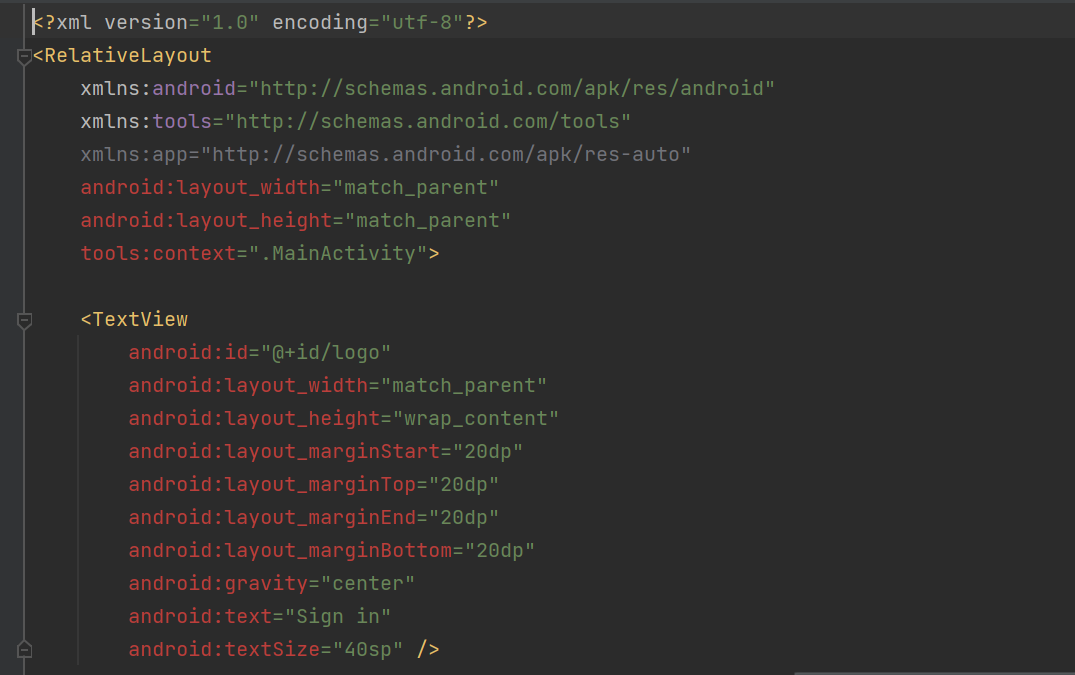 <?xml version="1.0" encoding="utf-8"?>
<RelativeLayout
    xmlns:android="http://schemas.android.com/apk/res/android"
    xmlns:tools="http://schemas.android.com/tools"
    xmlns:app="http://schemas.android.com/apk/res-auto"
    android:layout_width="match_parent"
    android:layout_height="match_parent"
    tools:context=".MainActivity">

    <TextView
        android:id="@+id/logo"
        android:layout_width="match_parent"
        android:layout_height="wrap_content"
        android:layout_marginStart="20dp"
        android:layout_marginTop="20dp"
        android:layout_marginEnd="20dp"
        android:layout_marginBottom="20dp"
        android:gravity="center"
        android:text="Sign in"
        android:textSize="40sp" />